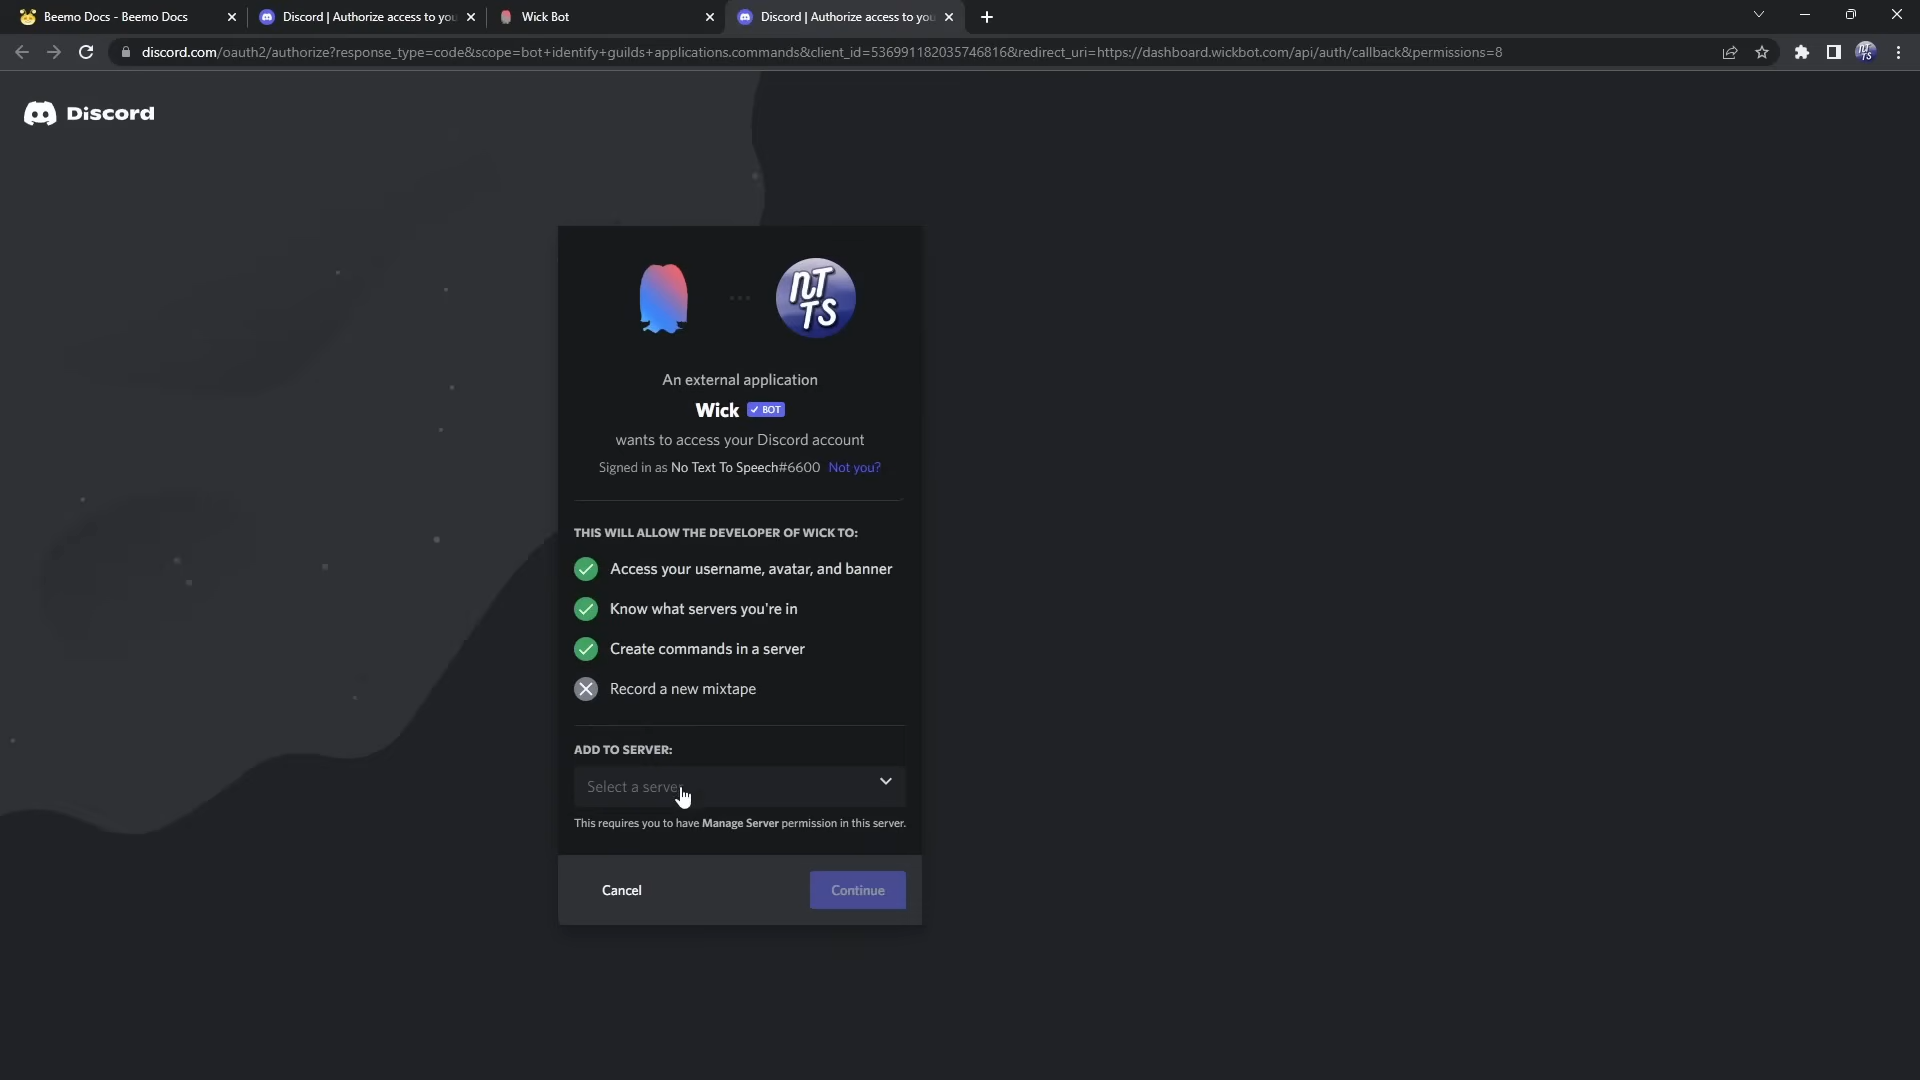 Beemo Docs - Beemo Docs
Discord | Authorize access to you
Wick Bot
Discord | Authorize access to you
discord.com/oauth2/authorize?response_type=code&scope=bot+identify+guilds+applications.commands&client_id=536991182035746816&redirect_uri=https://dashboard.wickbot.com/api/auth/callback&permissions=8
Discord
nT
TS
An external application
Wick BOT
wants to access your Discord account
Signed in as No Text To Speech#6600 Not you?
THIS WILL ALLOW THE DEVELOPER OF WICK TO:
Access your username, avatar, and banner
Know what servers you're in
Create commands in a server
Record a new mixtape
ADD TO SERVER:
Select a server
This requires you to have Manage Server permission in this server.
Cancel
Continue